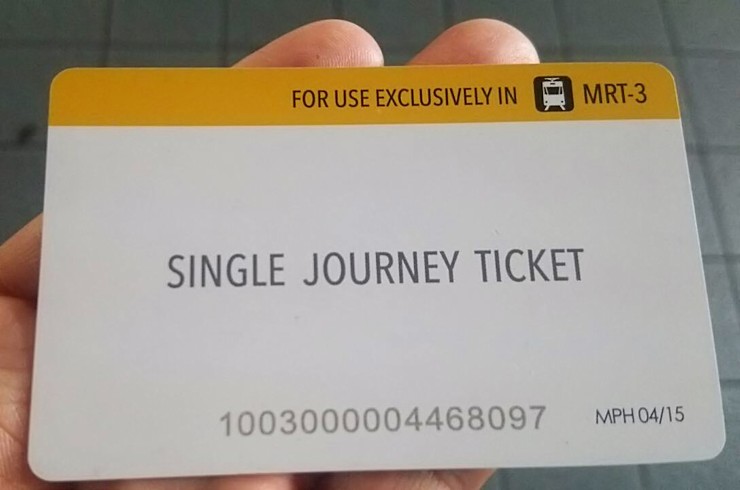 FOR USE EXCLUSIVELY IN MRT-3
SINGLE JOURNEY TICKET
1003000004468097 MPH 04/15